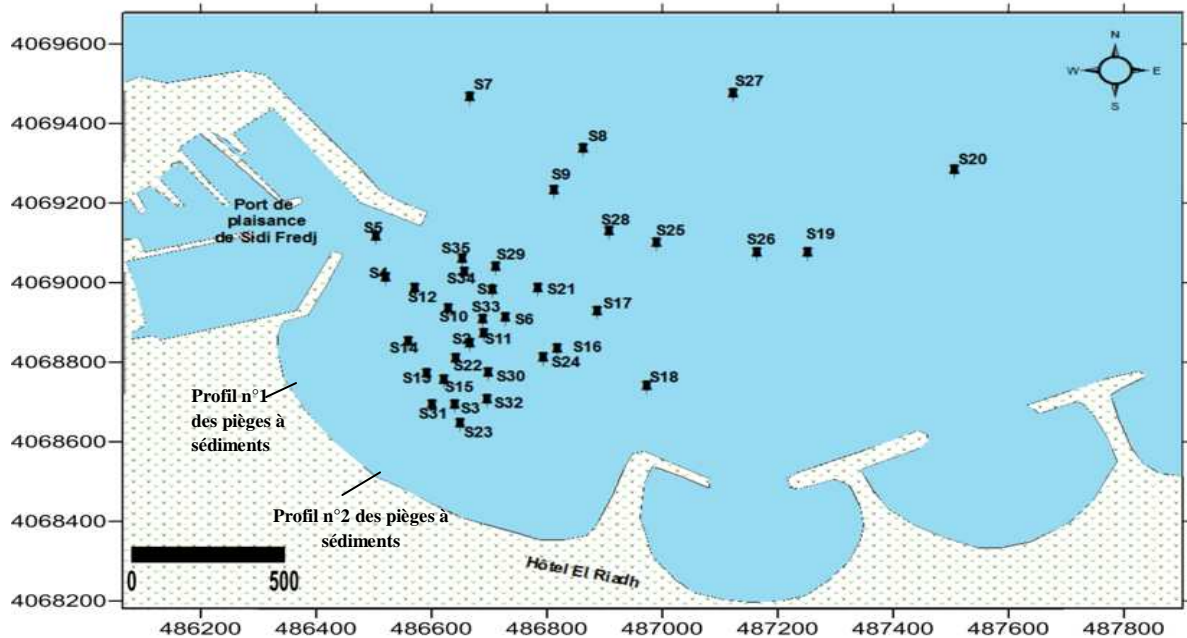 4069600
4069400
4069200
4069000
4068800
4068600
4068400
4068200
486200
486400
486600
486800
487000
487200
487400
487600
487800
N
W
E
S
S7
S27
S8
S20
S9
Port de
plaisance
de Sidi Fredj
S5
S28
S25
S26
S19
S35
S29
S4
S34
S21
S12
S17
S10
S33
S6
S14
S2
S11
S16
S22
S24
S30
S18
S15
S31
S3
S32
S23
Profil n°1
des pièges à
sédiments
Profil n°2 des pièges à
sédiments
Hôtel El Riadh
0
500